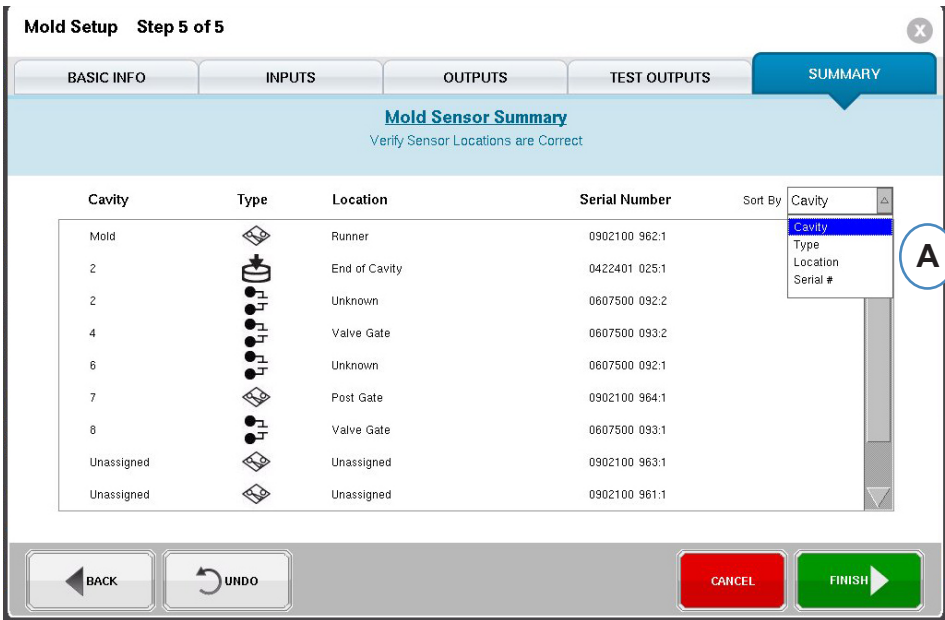 Mold Setup Step 5 of 5
X
BASIC INFO INPUTS OUTPUTS TEST OUTPUTS SUMMARY
Mold Sensor Summary
Verify Sensor Locations are Correct
Cavity Type Location Serial Number Sort By Cavity
Cavity
Type
Location
Serial #
A
Mold Runner 0902100 962:1
2 End of Cavity 0422401 025:1
2 Unknown 0607500 092:2
4 Valve Gate 0607500 093:2
6 Unknown 0607500 092:1
7 Post Gate 0902100 964:1
8 Valve Gate 0607500 093:1
Unassigned Unassigned 0902100 963:1
Unassigned Unassigned 0902100 961:1
BACK UNDO CANCEL FINISH